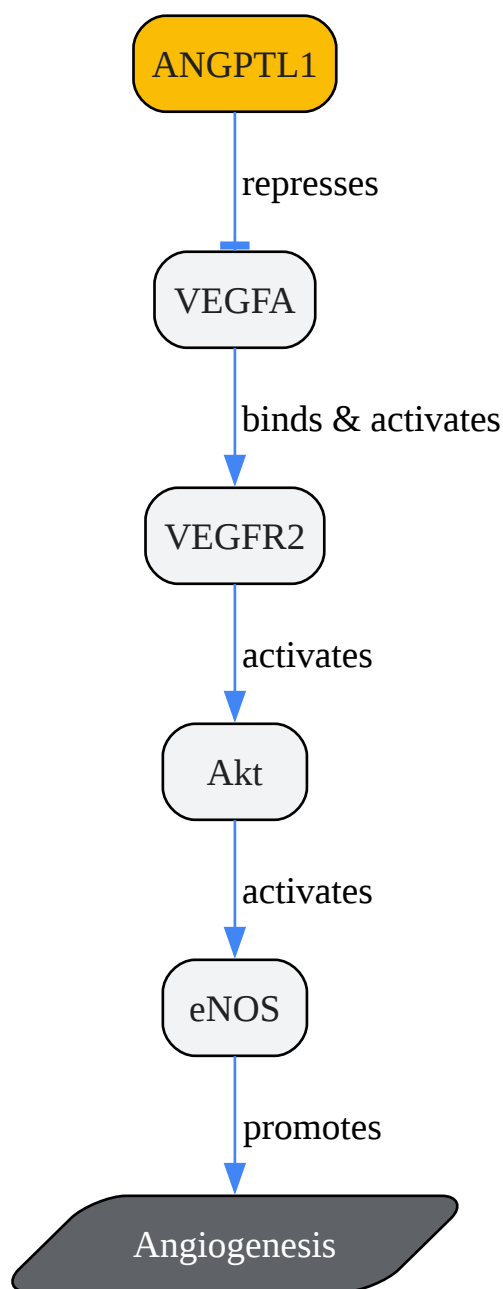 ANGPTL1
represses
VEGFA
binds & activates
VEGFR2
activates
Akt
activates
eNOS
promotes
Angiogenesis